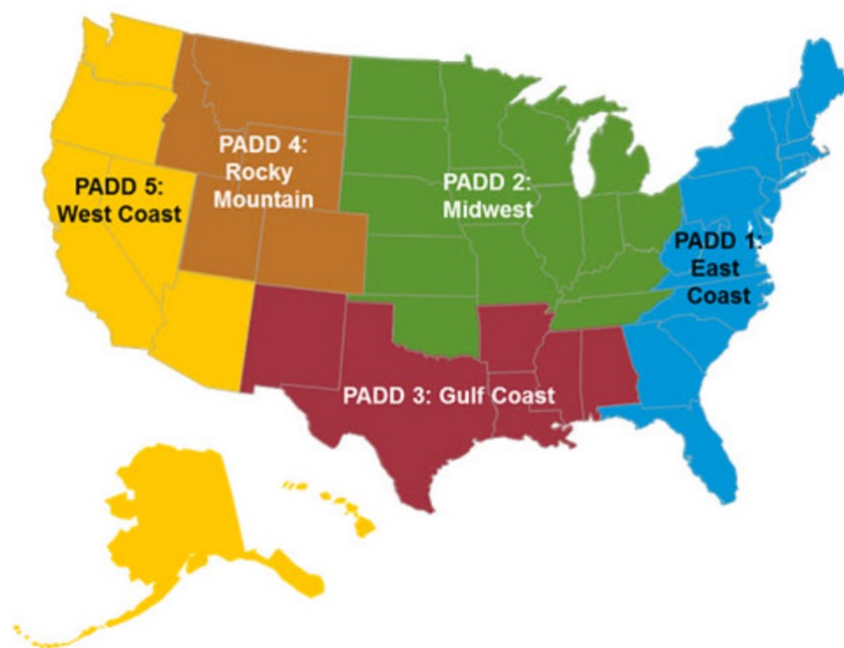 PADD 5:
West Coast
PADD 4:
Rocky
Mountain
PADD 2:
Midwest
PADD 1:
East
Coast
PADD 3: Gulf Coast